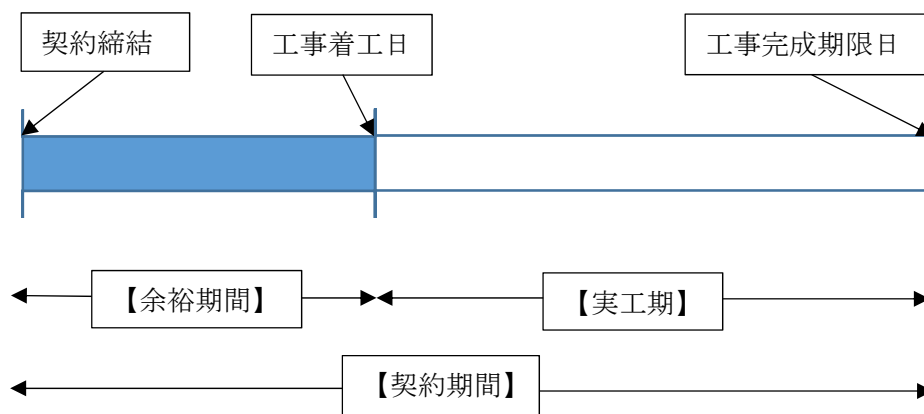 契約締結
工事着工日
工事完成期限日
【余裕期間】
【実工期】
【契約期間】